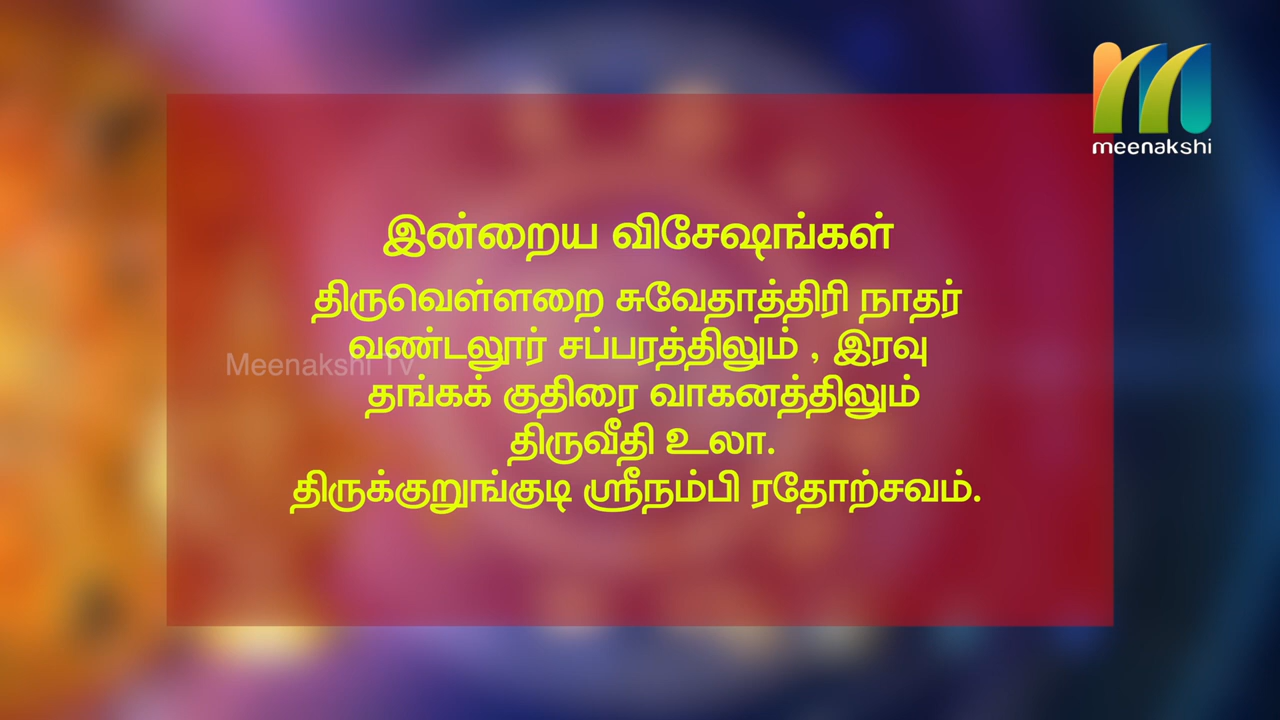 meenakshi
இன்றைய விசேஷங்கள்
திருவெள்ளறை சுவேதாத்திரி நாதர்
வண்டலூர் சப்பரத்திலும் , இரவு
Meenakshi TV
தங்கக் குதிரை வாகனத்திலும்
திருவீதி உலா.
திருக்குறுங்குடி ஸ்ரீநம்பி ரதோற்சவம்.